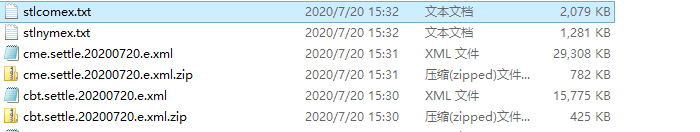 stlcomex.txt 2020/7/20 15:32 文本文档 2,079 KB
stlnymex.txt 2020/7/20 15:32 文本文档 1,281 KB
cme.settle.20200720.e.xml 2020/7/20 15:31 XML 文件 29,308 KB
cme.settle.20200720.e.xml.zip 2020/7/20 15:31 压缩(zipped)文件... 782 KB
cbt.settle.20200720.e.xml 2020/7/20 15:30 XML 文件 15,775 KB
cbt.settle.20200720.e.xml.zip 2020/7/20 15:30 压缩(zipped)文件... 425 KB